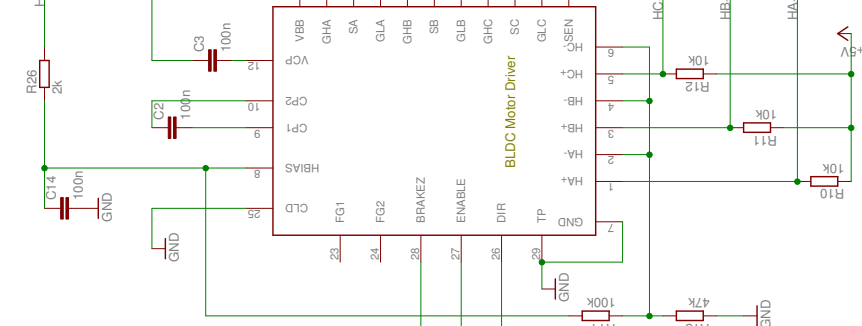 HC
HB
HA
VBB
GHA
SA
GLA
GHB
SB
GLB
GHC
SC
GLC
SEN
C3
100n
12
VCP
HC-
6
+5V
R26
2k
HC+
5
10k
R12
C2
100n
10
CP2
HB-
4
9
CP1
BLDC Motor Driver
HB+
3
10k
R11
HA-
2
8
HBIAS
C14
100n
GND
HA+
1
10k
R10
25
CLD
GND
FG1
FG2
BRAKEZ
ENABLE
DIR
TP
GND
7
23
24
28
27
26
29
GND
100k
47k
GND